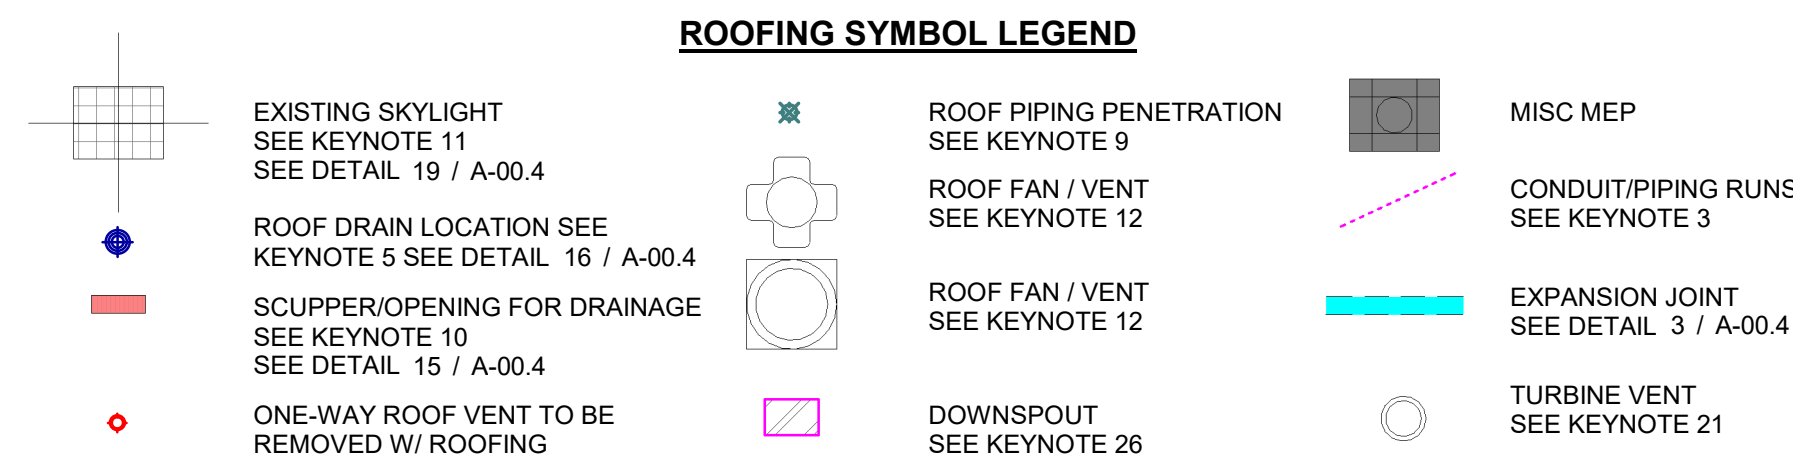 ROOFING SYMBOL LEGEND
EXISTING SKYLIGHT
SEE KEYNOTE 11
SEE DETAIL 19 / A-00.4
ROOF DRAIN LOCATION SEE
KEYNOTE 5 SEE DETAIL 16 / A-00.4
SCUPPER/OPENING FOR DRAINAGE
SEE KEYNOTE 10
SEE DETAIL 15 / A-00.4
ONE-WAY ROOF VENT TO BE
REMOVED W/ ROOFING
ROOF PIPING PENETRATION
SEE KEYNOTE 9
ROOF FAN / VENT
SEE KEYNOTE 12
ROOF FAN / VENT
SEE KEYNOTE 12
DOWNSPOUT
SEE KEYNOTE 26
MISC MEP
CONDUIT/PIPING RUNS
SEE KEYNOTE 3
EXPANSION JOINT
SEE DETAIL 3 / A-00.4
TURBINE VENT
SEE KEYNOTE 21